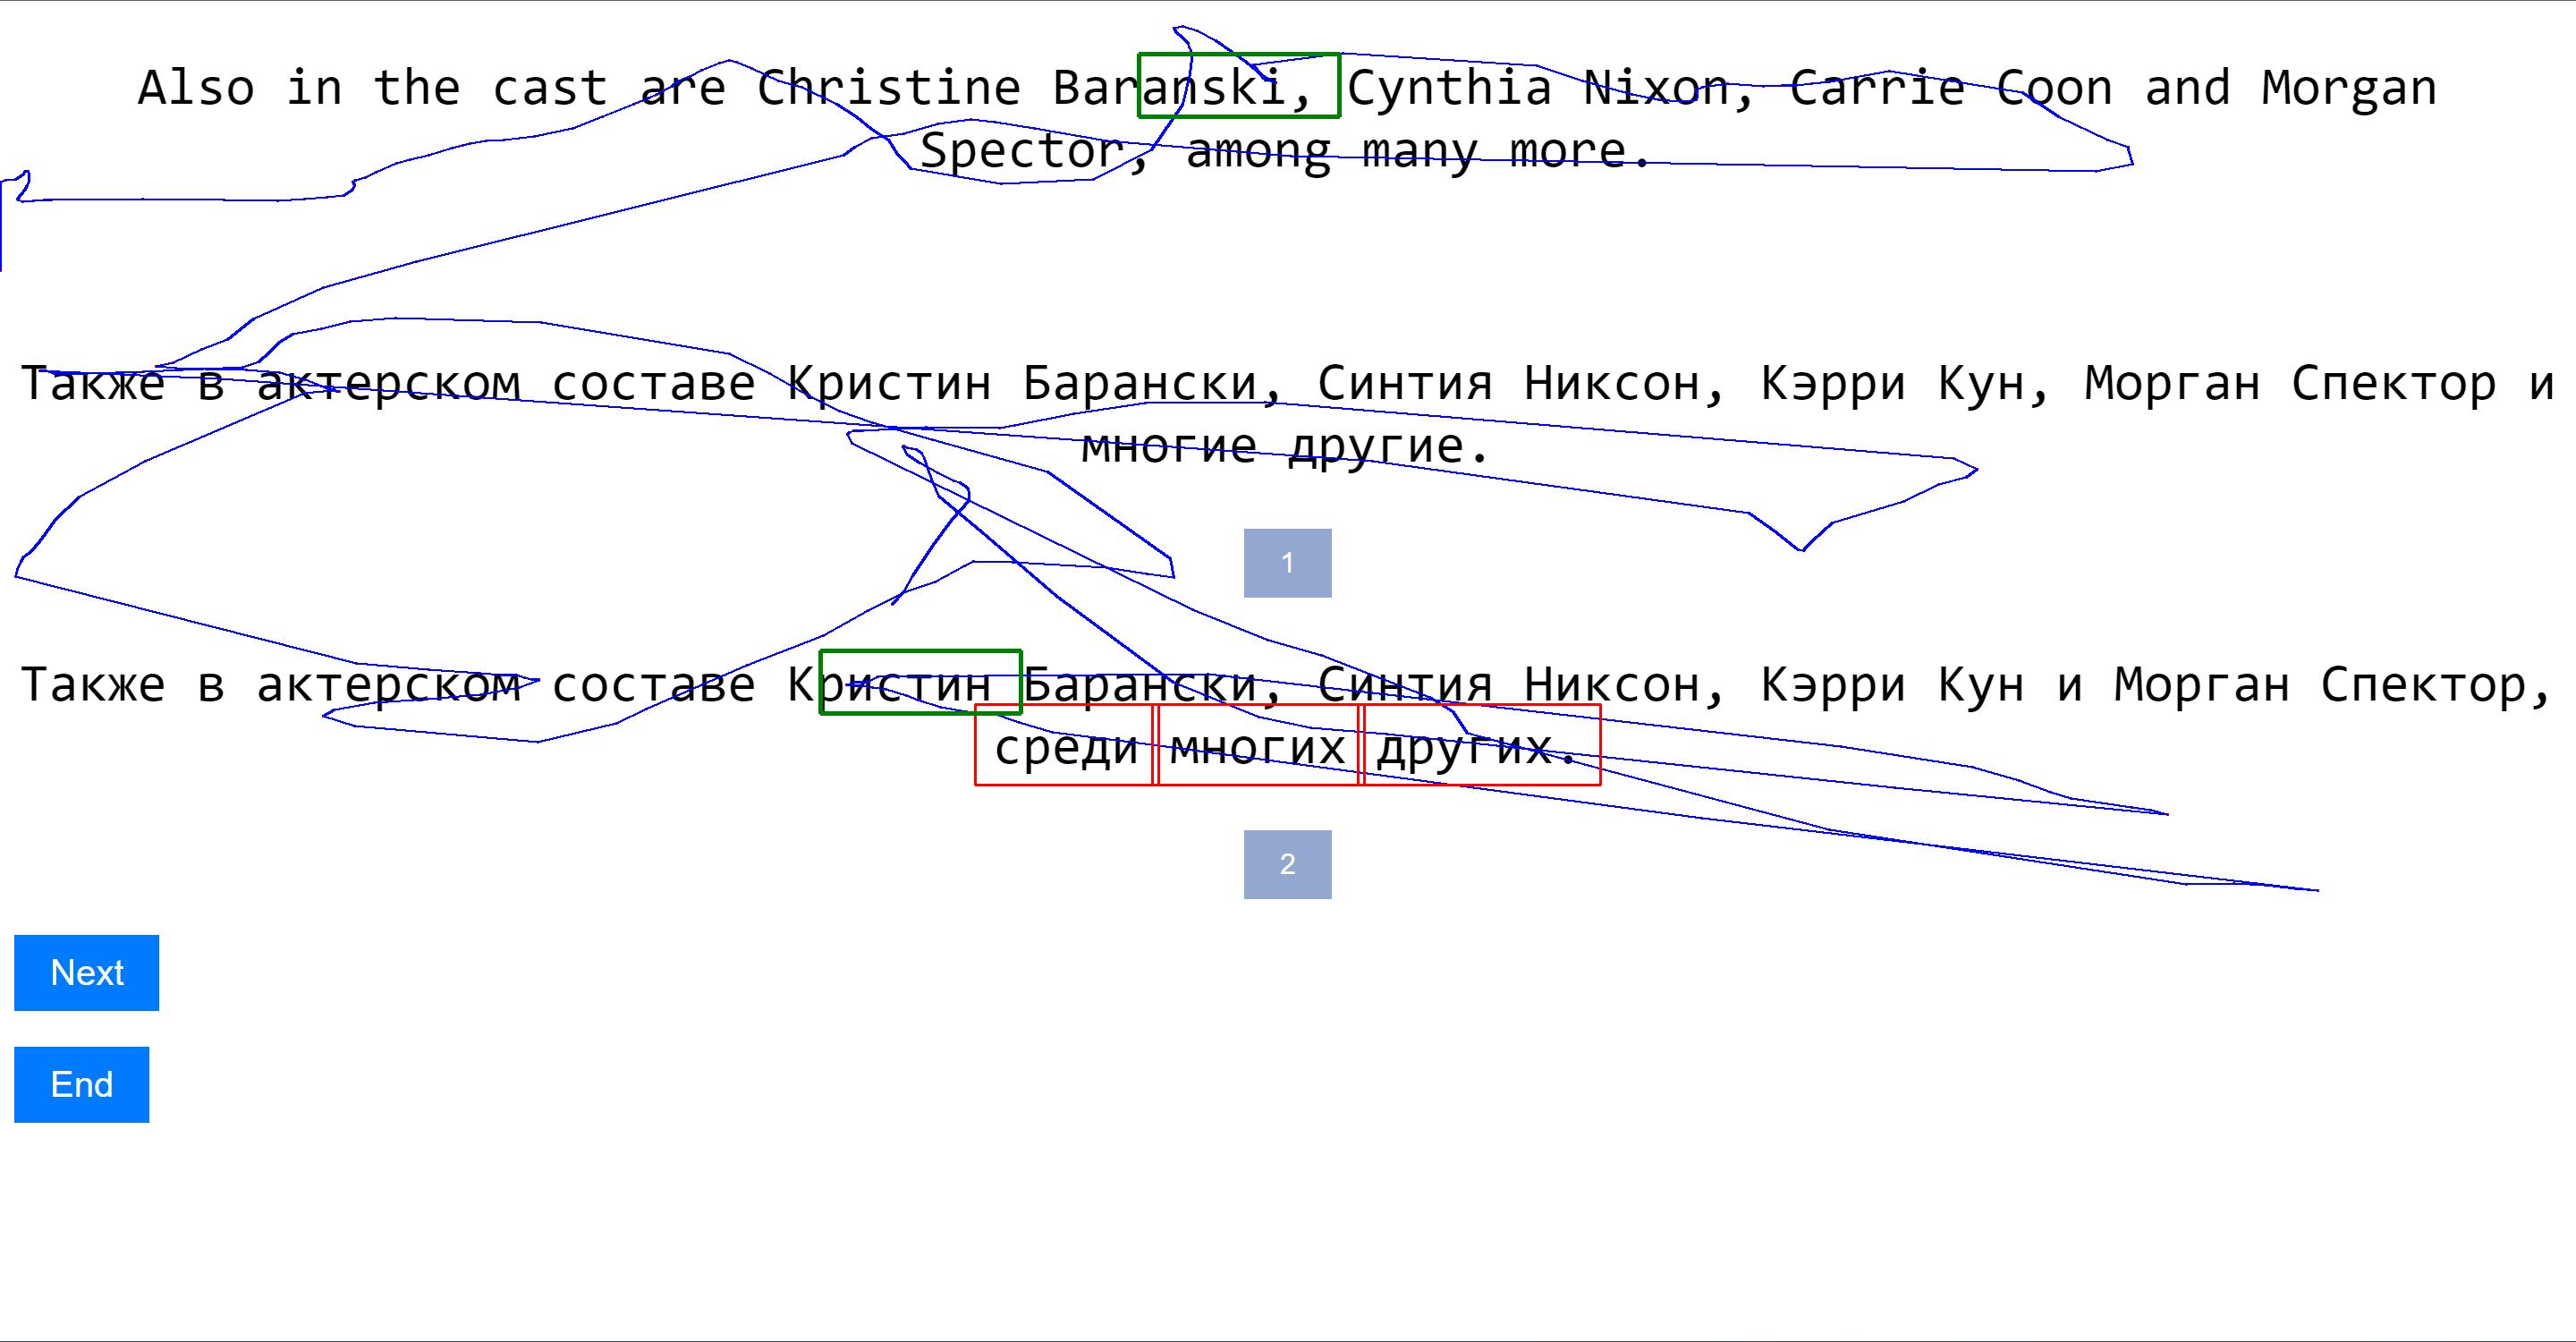 Also in the cast are Christine Baranski, Cynthia Nixon, Carrie Coon and Morgan
Spector, among many more.
Также в актерском составе Кристин Барански, Синтия Никсон, Кэрри Кун, Морган Спектор и
многие другие.
1
Также в актерском составе Кристин Барански, Синтия Никсон, Кэрри Кун и Морган Спектор,
среди многих других.
2
Next
End